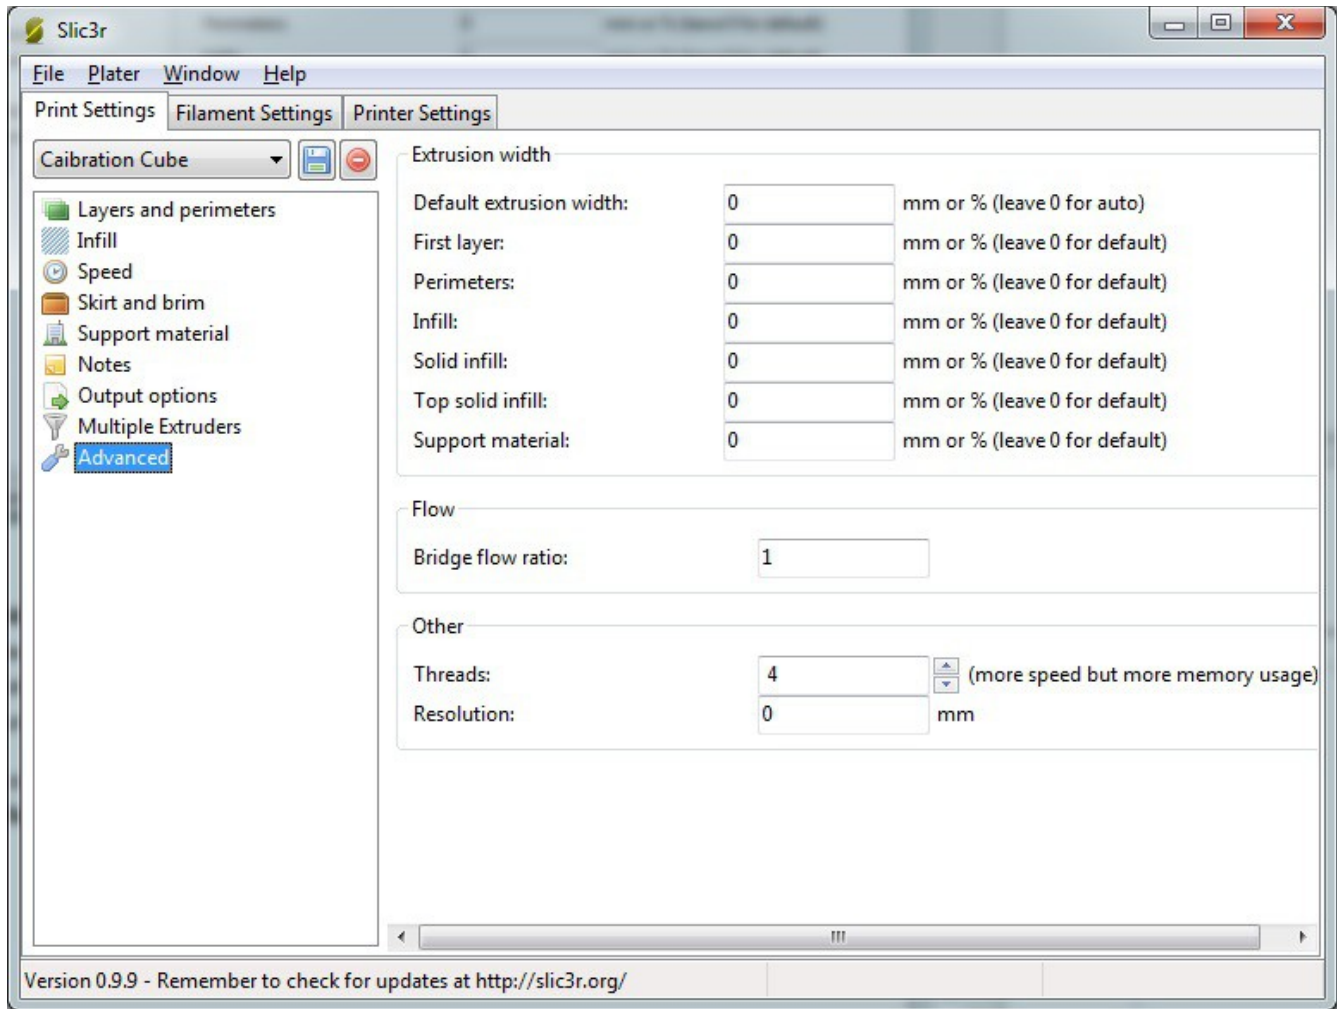 Slic3r
File Plater Window Help
Print Settings Filament Settings Printer Settings
Caibration Cube
Layers and perimeters
Infill
Speed
Skirt and brim
Support material
Notes
Output options
Multiple Extruders
Advanced
Extrusion width
Default extrusion width: 0 mm or % (leave 0 for auto)
First layer: 0 mm or % (leave 0 for default)
Perimeters: 0 mm or % (leave 0 for default)
Infill: 0 mm or % (leave 0 for default)
Solid infill: 0 mm or % (leave 0 for default)
Top solid infill: 0 mm or % (leave 0 for default)
Support material: 0 mm or % (leave 0 for default)
Flow
Bridge flow ratio: 1
Other
Threads: 4 (more speed but more memory usage)
Resolution: 0 mm
Version 0.9.9 - Remember to check for updates at http://slic3r.org/